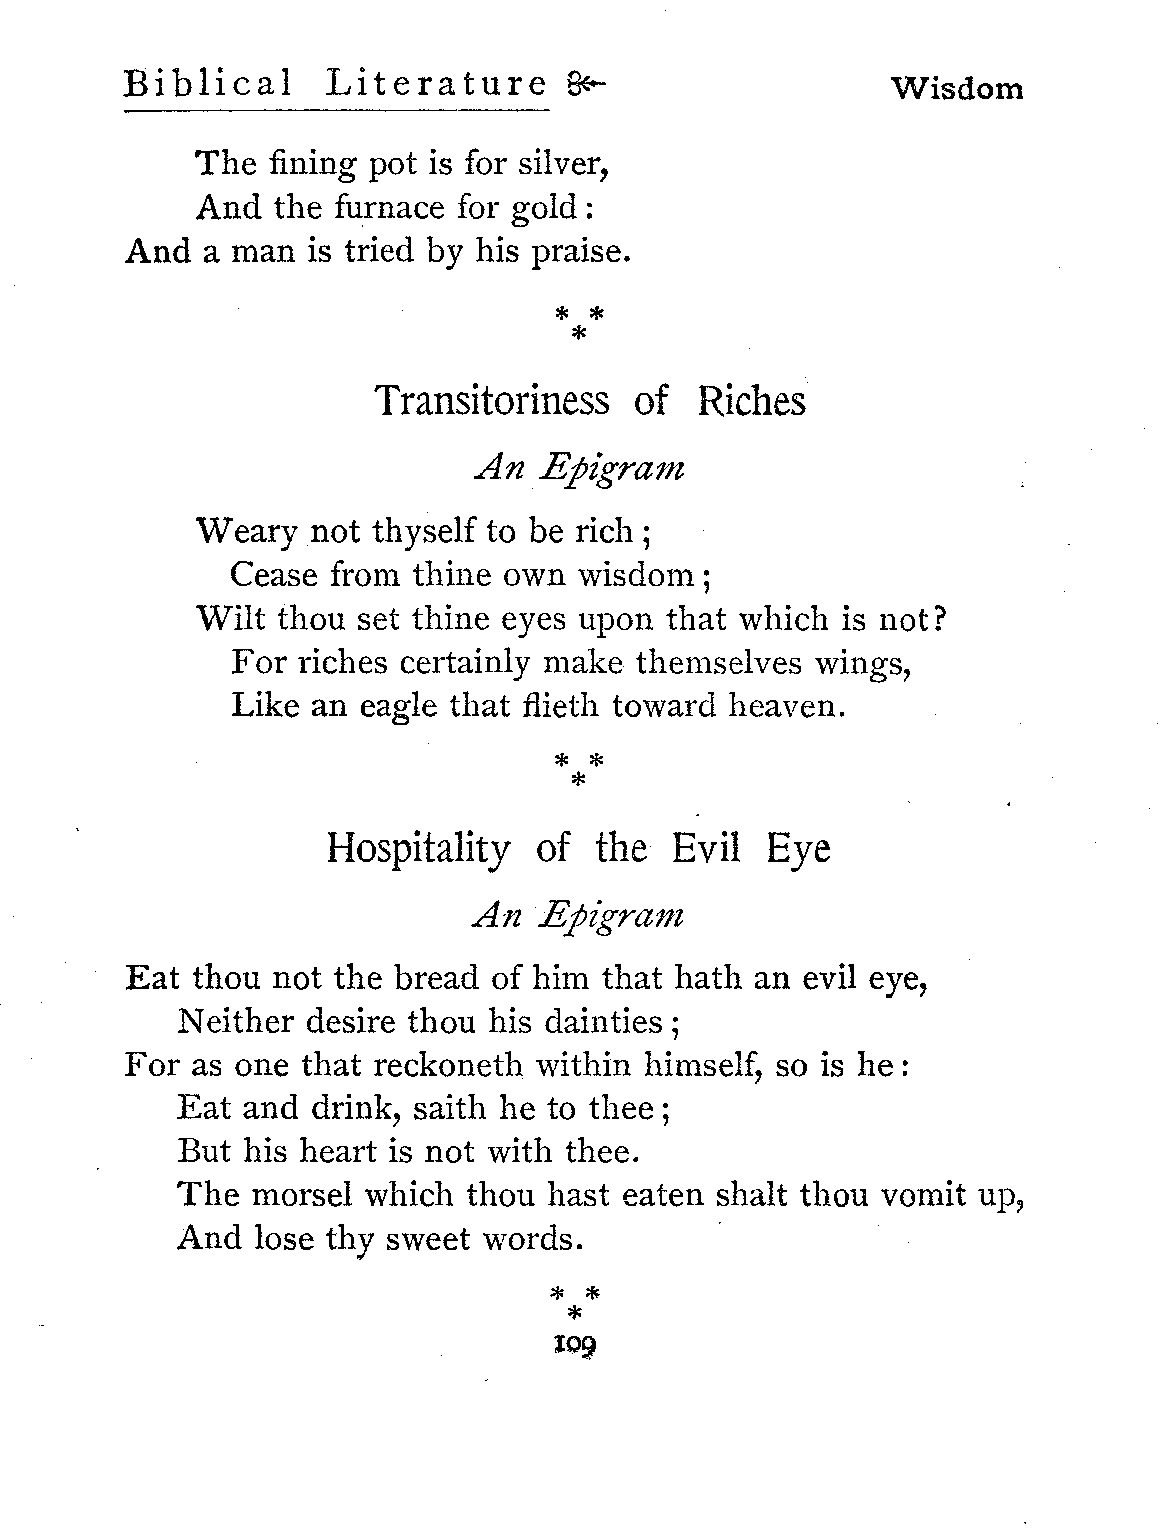 Biblical Literature Wisdom
The fining pot is for silver,
And the furnace for gold:
And a man is tried by his praise.
* *
*
Transitoriness of Riches
An Epigram
Weary not thyself to be rich;
Cease from thine own wisdom;
Wilt thou set thine eyes upon that which is not?
For riches certainly make themselves wings,
Like an eagle that flieth toward heaven.
* *
*
Hospitality of the Evil Eye
An Epigram
Eat thou not the bread of him that hath an evil eye,
Neither desire thou his dainties;
For as one that reckoneth within himself, so is he:
Eat and drink, saith he to thee;
But his heart is not with thee.
The morsel which thou hast eaten shalt thou vomit up,
And lose thy sweet words.
* *
*
109